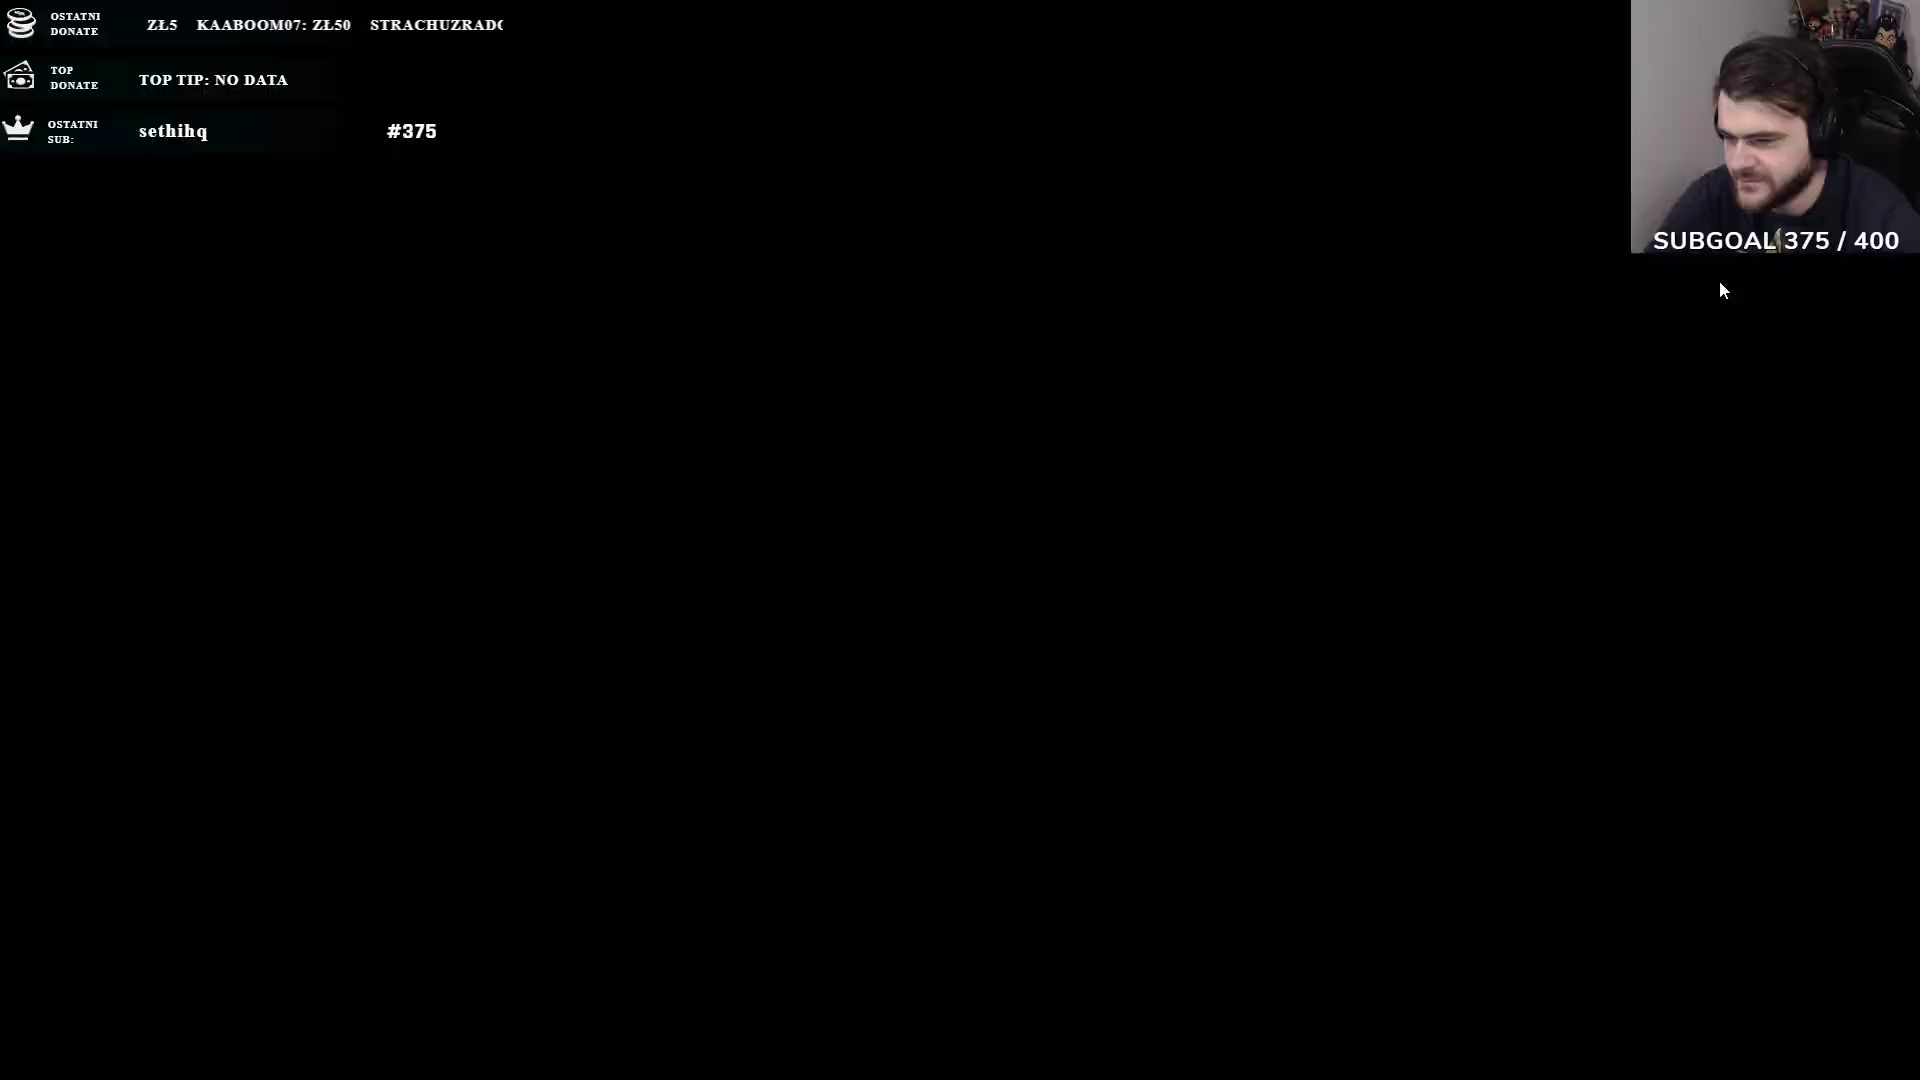 OSTATNI
DONATE
ZŁ5 KAABOOM07: ZŁ50
TOP
DONATE
TOP TIP: NO DATA
OSTATNI
SUB:
sethihq
#375
SUBGOAL 375 / 400